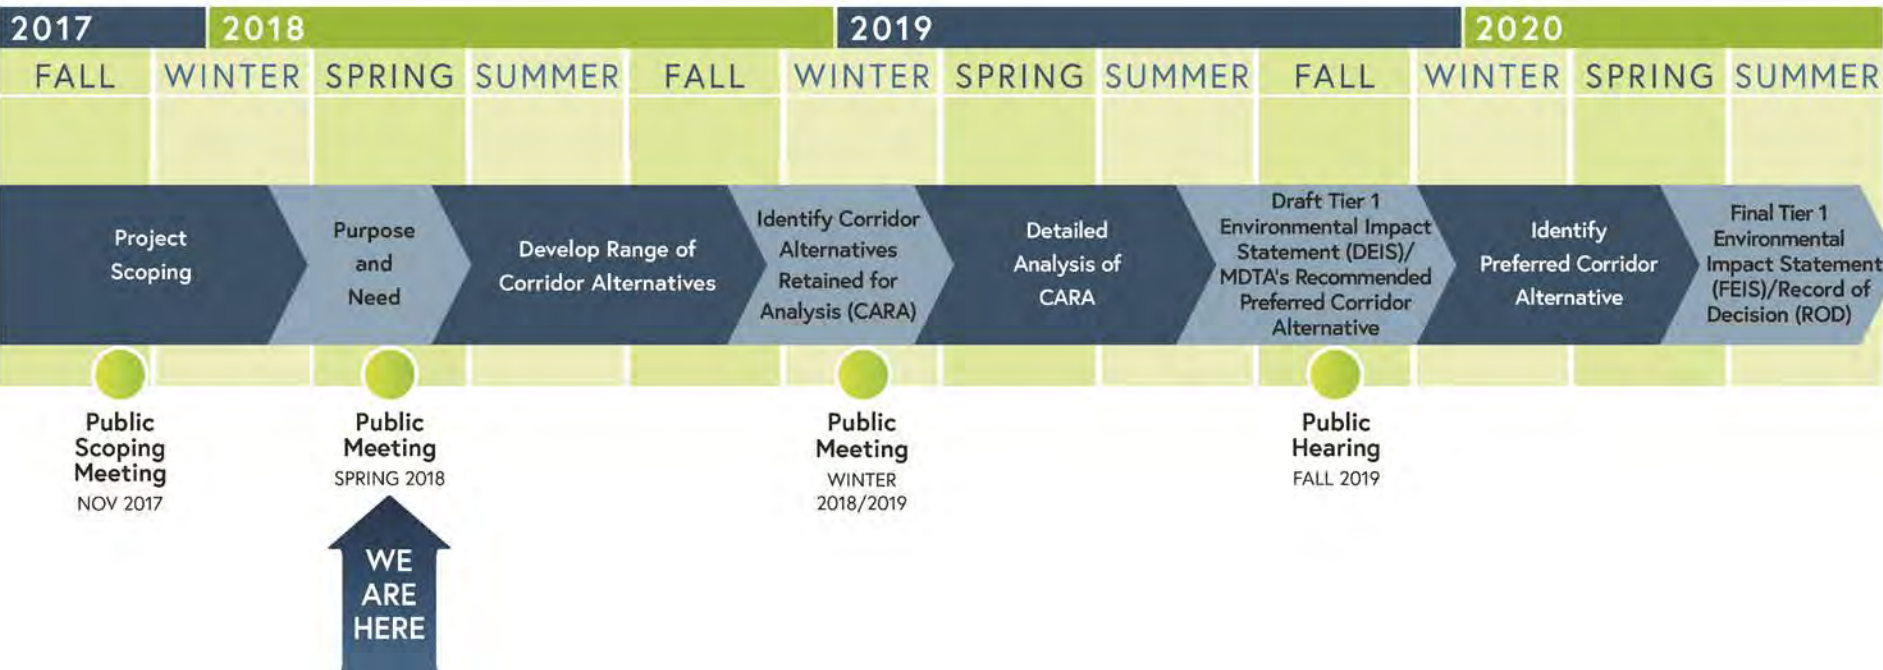 2017 2018 2019 2020
FALL WINTER SPRING SUMMER FALL WINTER SPRING SUMMER FALL WINTER SPRING SUMMER
Project
Scoping
Purpose
and
Need
Develop Range of
Corridor Alternatives
Identify Corridor
Alternatives
Retained for
Analysis (CARA)
Detailed
Analysis of
CARA
Draft Tier 1
Environmental Impact
Statement (DEIS)/
MDTA's Recommended
Preferred Corridor
Alternative
Identify
Preferred Corridor
Alternative
Final Tier 1
Environmental
Impact Statement
(FEIS)/Record of
Decision (ROD)
Public
Scoping
Meeting
NOV 2017
Public
Meeting
SPRING 2018
Public
Meeting
WINTER
2018/2019
Public
Hearing
FALL 2019
WE
ARE
HERE